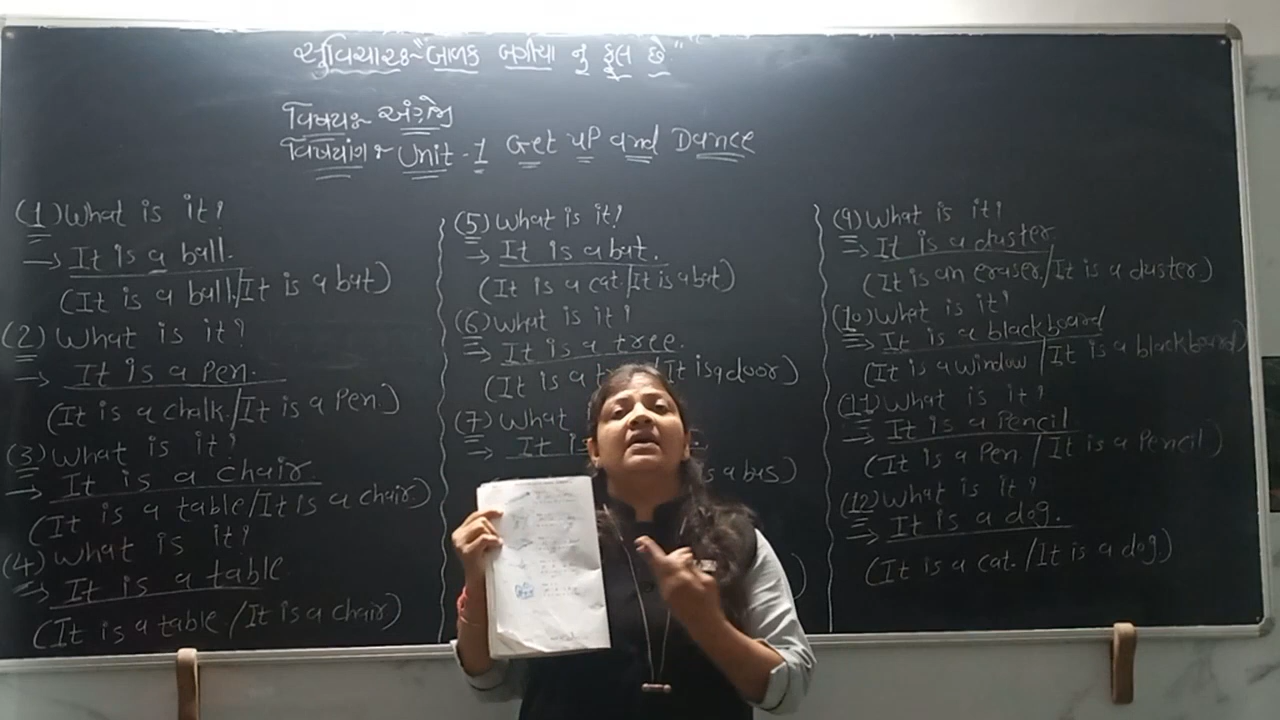 સુવિચારઃ- "બાળક બગીચા નુ ફૂલ છે."
વિષયઃ- અંગ્રેજી
વિષયાંગઃ- Unit-1 Get up and Dance
(1) What is it?
→ It is a ball.
(It is a ball./It is a bat)
(2) What is it?
→ It is a Pen.
(It is a chalk./It is a Pen.)
(3) What is it?
→ It is a chair.
(It is a table/It is a chair.)
(4) What is it?
→ It is a table
(It is a table./It is a chair)
(5) What is it?
→ It is a bat.
(It is a cat./It is a bat)
(6) What is it?
→ It is a tree.
(It is a It is a door)
(7) What
→ It
is a bus)
(9) What is it?
→ It is a duster.
(It is an eraser./It is a duster)
(10) What is it?
→ It is a blackboard
(It is a window/It is a blackboard)
(11) What is it?
→ It is a Pencil
(It is a Pen./It is a Pencil)
(12) What is it?
→ It is a dog.
(It is a cat./It is a dog.)